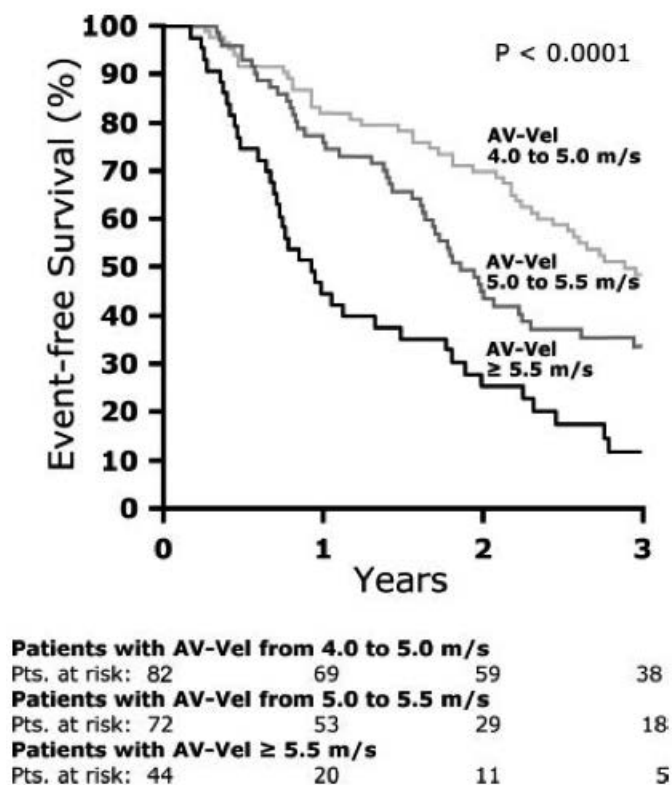 100
90
80
70
60
50
40
30
20
10
0
Event-free Survival (%)
P < 0.0001
AV-Vel
4.0 to 5.0 m/s
AV-Vel
5.0 to 5.5 m/s
AV-Vel
≥ 5.5 m/s
0 1 2 3
Years
Patients with AV-Vel from 4.0 to 5.0 m/s
Pts. at risk: 82 69 59 38
Patients with AV-Vel from 5.0 to 5.5 m/s
Pts. at risk: 72 53 29 18
Patients with AV-Vel ≥ 5.5 m/s
Pts. at risk: 44 20 11 5